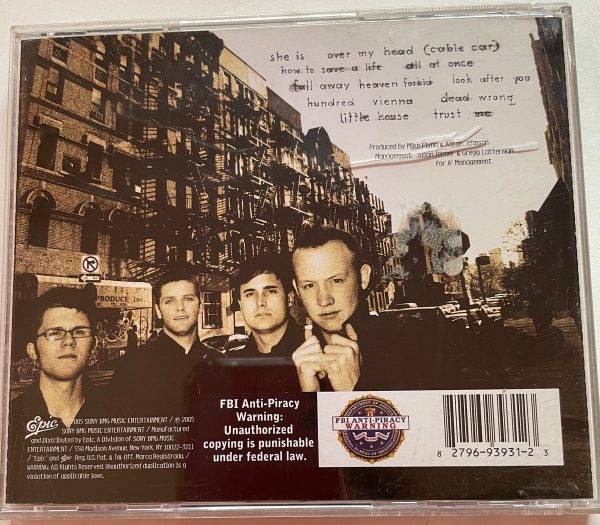 she is over my head (cable car)
how to save a life all at once
fall away heaven forbid look after you
hundred vienna dead wrong
little house trust me
Produced by Mike Flynn & Aaron Johnson
Management: Jason Tenner & Gregg Latterman
for A/ Management
PRODUCE Inc.
Epic
2005 SONY BMG MUSIC ENTERTAINMENT / ℗ 2005
SONY BMG MUSIC ENTERTAINMENT / Manufactured
and Distributed by Epic, A Division of SONY BMG MUSIC
ENTERTAINMENT / 550 Madison Avenue, New York, NY 10022-3211
/ "Epic" and Epic Reg. U.S. Pat. & Tm. Off. Marca Registrada. /
WARNING: All Rights Reserved. Unauthorized duplication is a
violation of applicable laws.
FBI Anti-Piracy
Warning:
Unauthorized
copying is punishable
under federal law.
FBI ANTI-PIRACY
WARNING
8 2796-93931-2 3